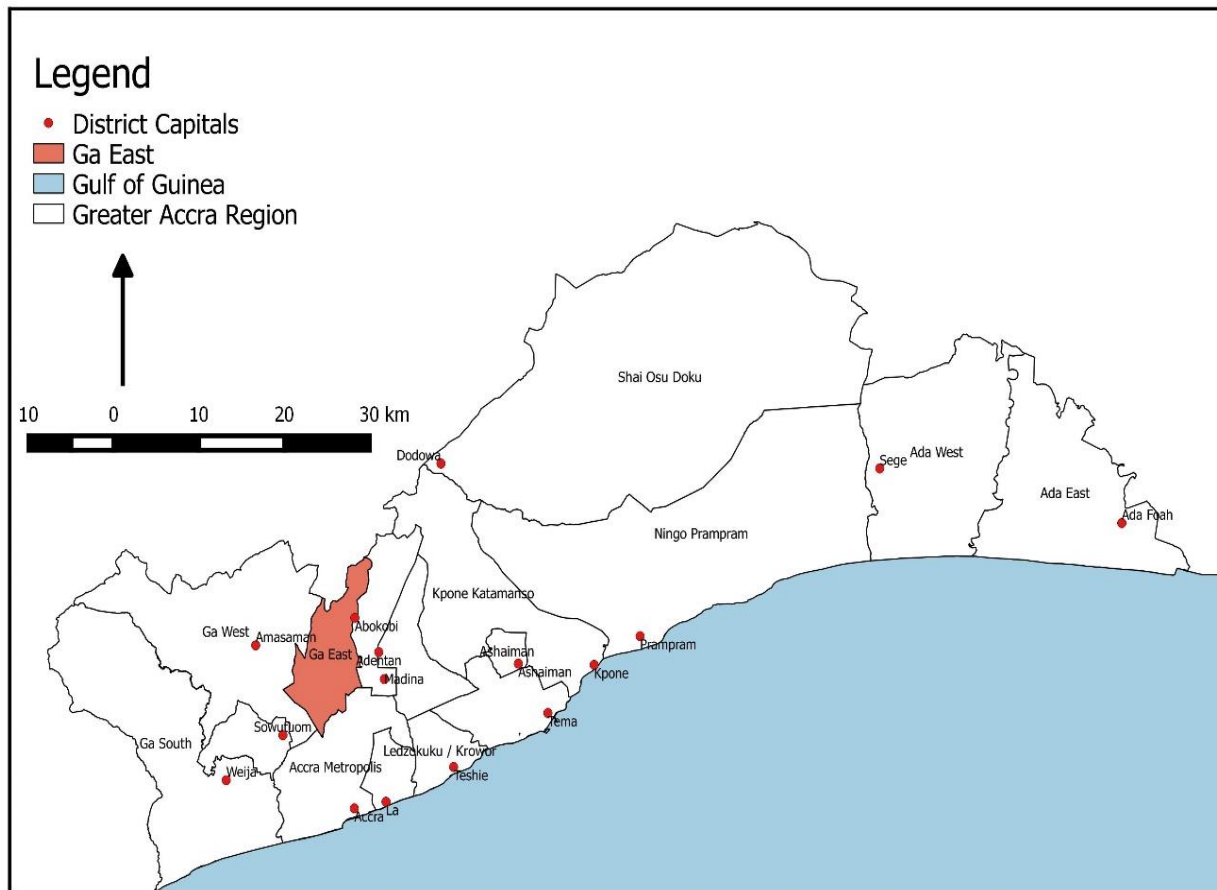 Legend
District Capitals
Ga East
Gulf of Guinea
Greater Accra Region
10 0 10 20 30 km
Shai Osu Doku
Dodowa
Sege
Ada West
Ada East
Ada Foah
Ningo Prampram
Kpone Katamanso
Ga West
Amasaman
Abokobi
Ga East
Adentan
Madina
Ashaiman
Ashaiman
Kpone
Prampram
Tema
Sowutuom
Ga South
Weija
Accra Metropolis
Ledzokuku / Krowor
Teshie
La
Accra